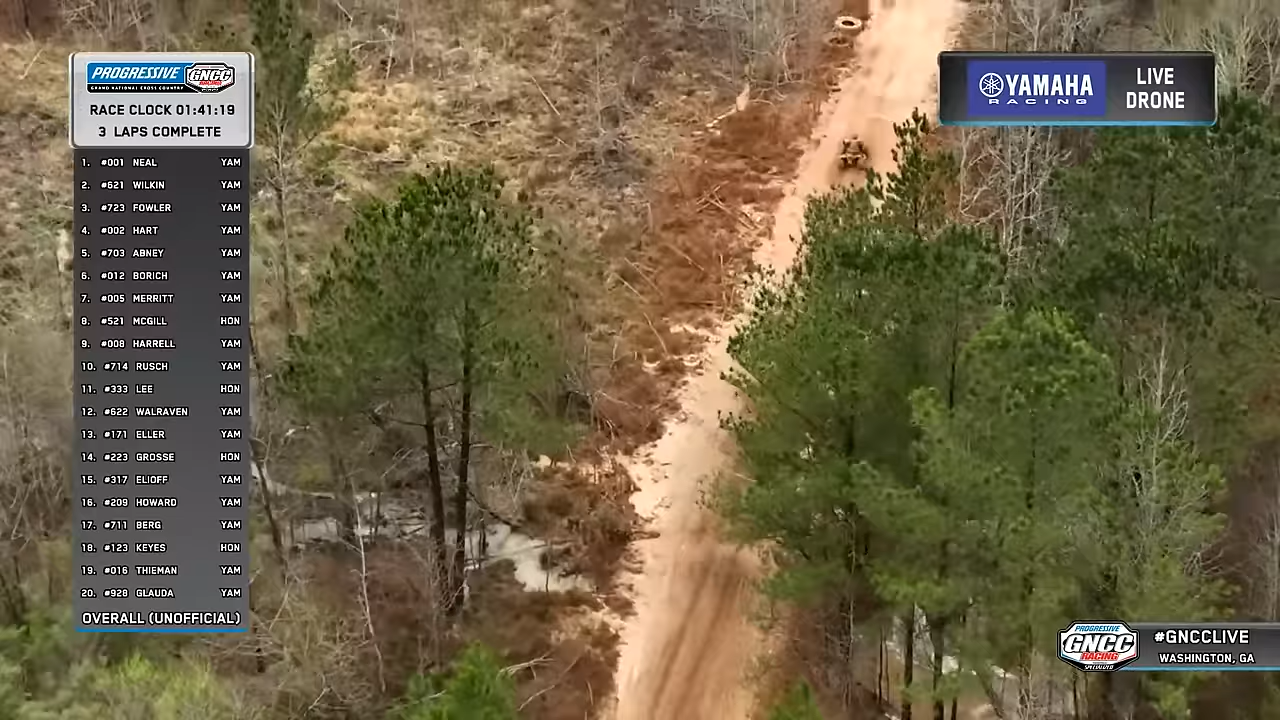 PROGRESSIVE GNCC RACING
GRAND NATIONAL CROSS COUNTRY
RACE CLOCK 01:41:19
3 LAPS COMPLETE
1. #001 NEAL YAM
2. #621 WILKIN YAM
3. #723 FOWLER YAM
4. #002 HART YAM
5. #703 ABNEY YAM
6. #012 BORICH YAM
7. #005 MERRITT YAM
8. #521 MCGILL HON
9. #008 HARRELL YAM
10. #714 RUSCH YAM
11. #333 LEE HON
12. #622 WALRAVEN YAM
13. #171 ELLER YAM
14. #223 GROSSE HON
15. #317 ELIOFF YAM
16. #209 HOWARD YAM
17. #711 BERG YAM
18. #123 KEYES HON
19. #016 THIEMAN YAM
20. #928 GLAUDA YAM
OVERALL (UNOFFICIAL)
YAMAHA
RACING
LIVE
DRONE
PROGRESSIVE
GNCC
RACING
SPECIALIZED
#GNCCLIVE
WASHINGTON, GA